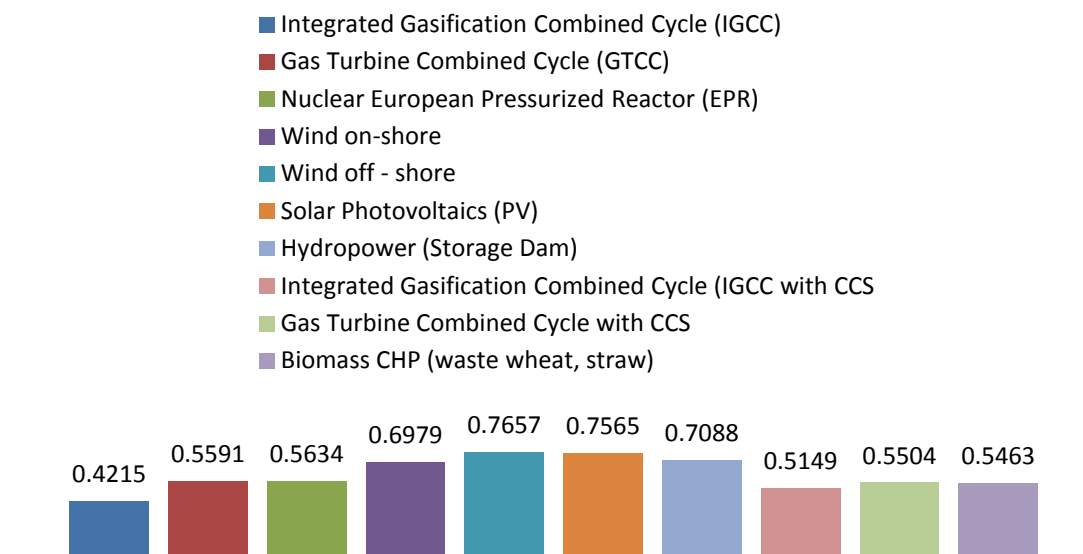 Integrated Gasification Combined Cycle (IGCC)
Gas Turbine Combined Cycle (GTCC)
Nuclear European Pressurized Reactor (EPR)
Wind on-shore
Wind off - shore
Solar Photovoltaics (PV)
Hydropower (Storage Dam)
Integrated Gasification Combined Cycle (IGCC with CCS
Gas Turbine Combined Cycle with CCS
Biomass CHP (waste wheat, straw)
0.4215 0.5591 0.5634 0.6979 0.7657 0.7565 0.7088 0.5149 0.5504 0.5463